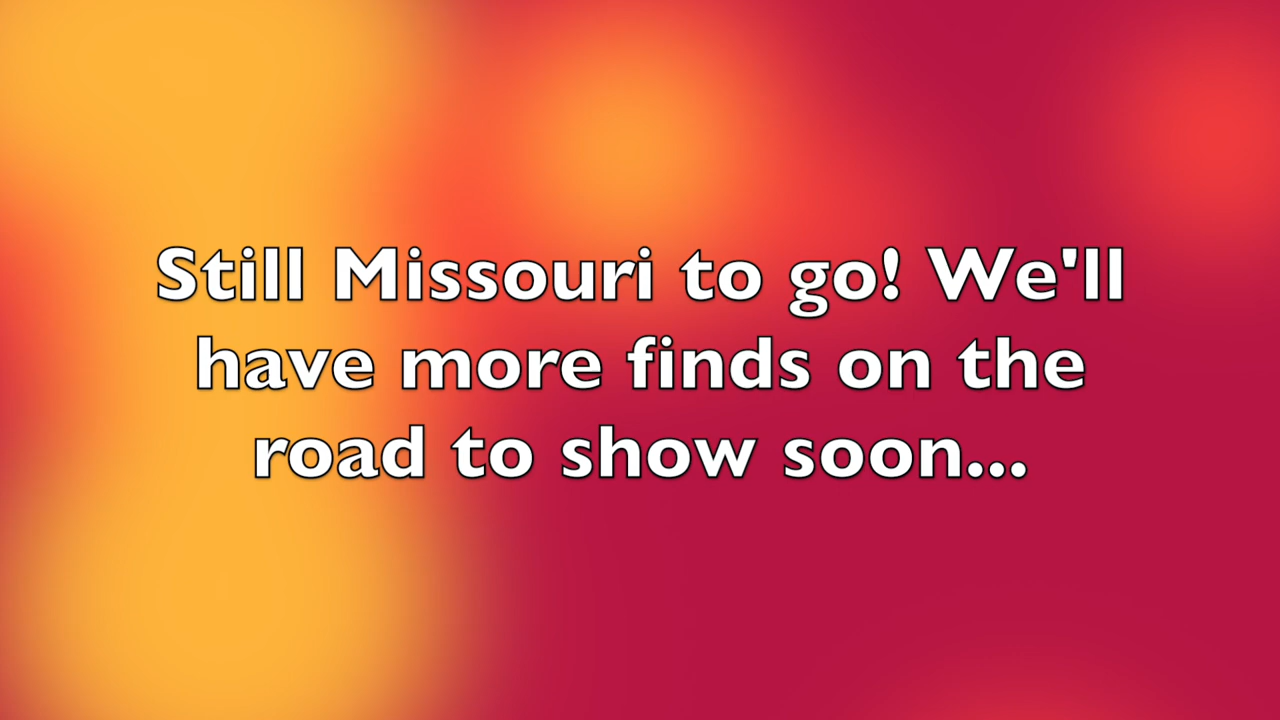 Still Missouri to go! We'll
have more finds on the
road to show soon...